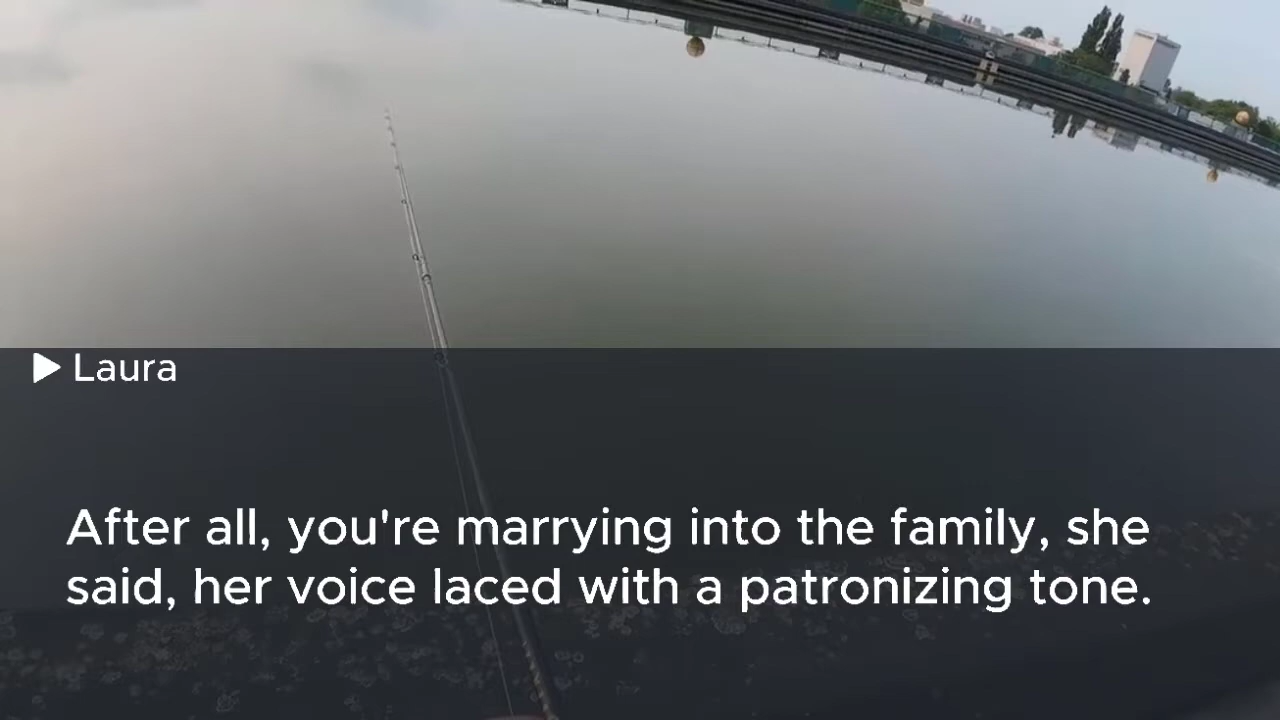 Laura
After all, you're marrying into the family, she
said, her voice laced with a patronizing tone.